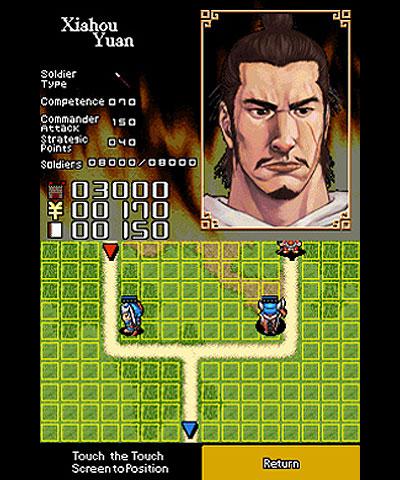 Xiahou
Yuan
Soldier
Type
Competence 070
Commander
Attack 150
Strategic
Points 040
Soldiers 08000/08000
03000
¥ 00170
00150
Touch the Touch
Screen to Position
Return